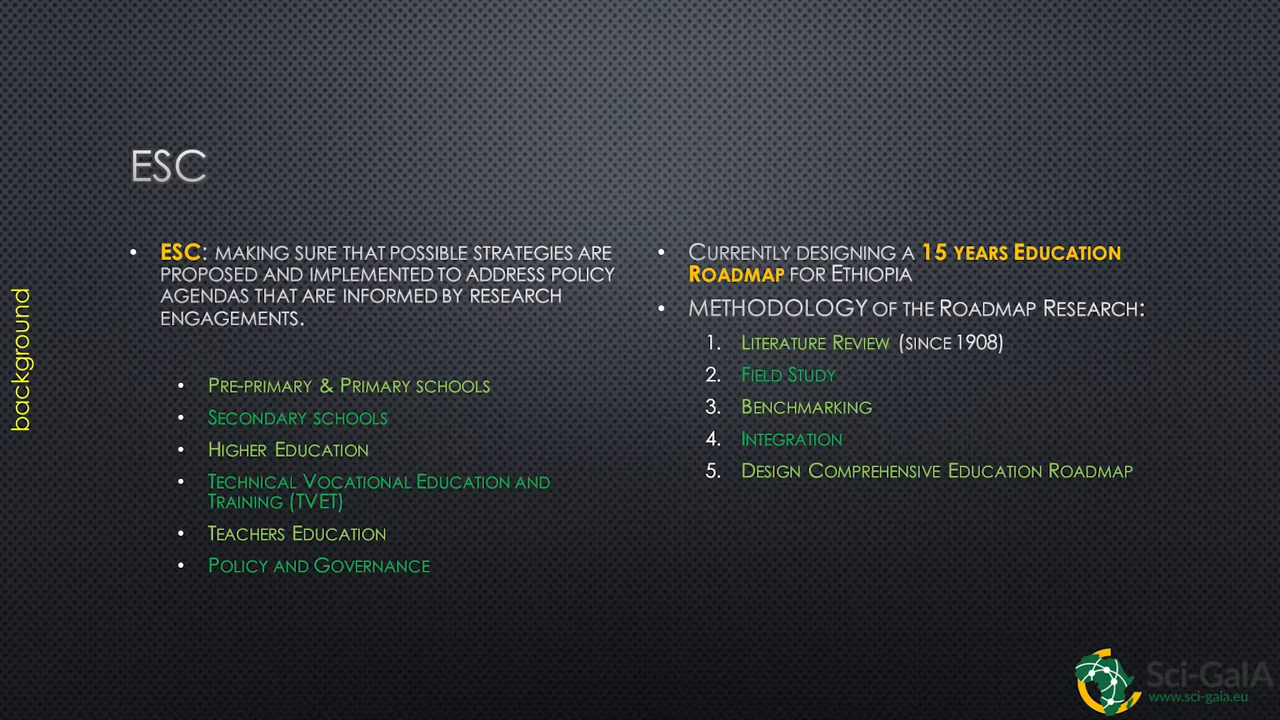 ESC
• ESC: MAKING SURE THAT POSSIBLE STRATEGIES ARE
PROPOSED AND IMPLEMENTED TO ADDRESS POLICY
AGENDAS THAT ARE INFORMED BY RESEARCH
ENGAGEMENTS.
• PRE-PRIMARY & PRIMARY SCHOOLS
• SECONDARY SCHOOLS
• HIGHER EDUCATION
• TECHNICAL VOCATIONAL EDUCATION AND
TRAINING (TVET)
• TEACHERS EDUCATION
• POLICY AND GOVERNANCE
• CURRENTLY DESIGNING A 15 YEARS EDUCATION
ROADMAP FOR ETHIOPIA
• METHODOLOGY OF THE ROADMAP RESEARCH:
1. LITERATURE REVIEW (SINCE 1908)
2. FIELD STUDY
3. BENCHMARKING
4. INTEGRATION
5. DESIGN COMPREHENSIVE EDUCATION ROADMAP
background
Sci-GaIA
www.sci-gaia.eu